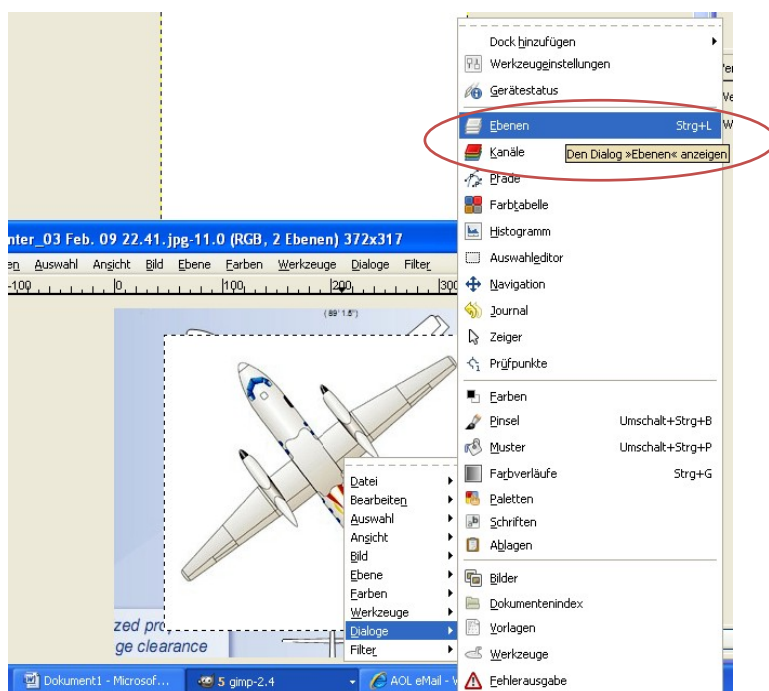 Dock hinzufügen
Werkzeugeinstellungen
Gerätestatus
Ebenen Strg+L
Kanäle
Den Dialog »Ebenen« anzeigen
Pfade
Farbtabelle
Histogramm
Auswahleditor
Navigation
Journal
Zeiger
Prüfpunkte
Farben
Pinsel Umschalt+Strg+B
Muster Umschalt+Strg+P
Farbverläufe Strg+G
Paletten
Schriften
Ablagen
Bilder
Dokumentenindex
Vorlagen
Werkzeuge
Fehlerausgabe
nter_03 Feb. 09 22.41.jpg-11.0 (RGB, 2 Ebenen) 372x317
en Auswahl Ansicht Bild Ebene Farben Werkzeuge Dialoge Filter
-100 0 100 200 300
(89' 1.8")
Datei
Bearbeiten
Auswahl
Ansicht
Bild
Ebene
Farben
Werkzeuge
Dialoge
Filter
zed pro
ge clearance
Dokument1 - Microsof... 5 gimp-2.4 AOL eMail -